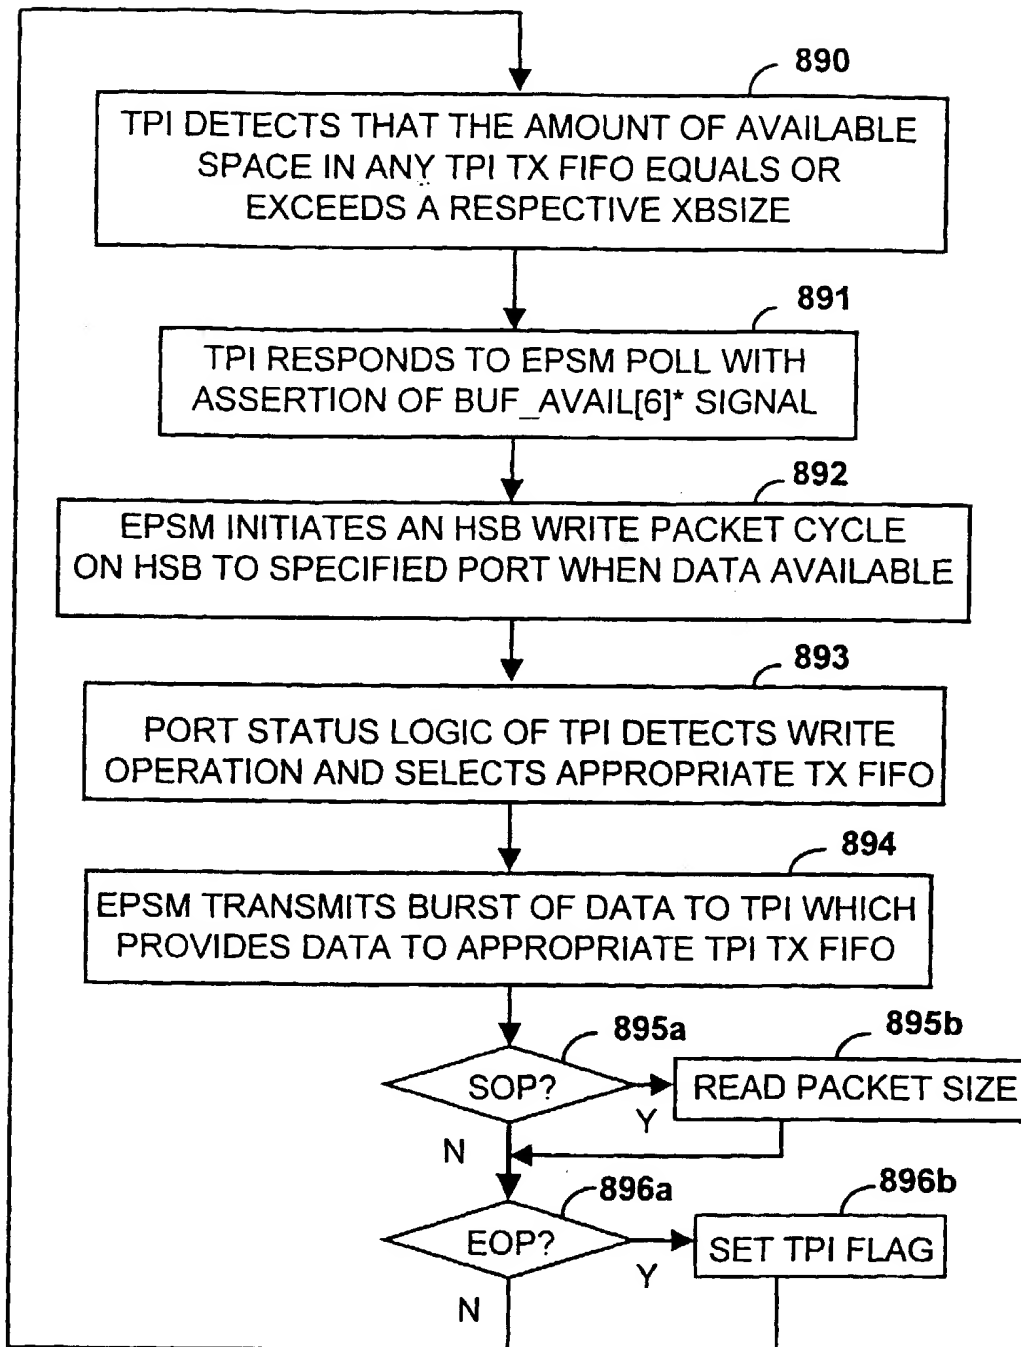 890
TPI DETECTS THAT THE AMOUNT OF AVAILABLE
SPACE IN ANY TPI TX FIFO EQUALS OR
EXCEEDS A RESPECTIVE XBSIZE
891
TPI RESPONDS TO EPSM POLL WITH
ASSERTION OF BUF_AVAIL[6]* SIGNAL
892
EPSM INITIATES AN HSB WRITE PACKET CYCLE
ON HSB TO SPECIFIED PORT WHEN DATA AVAILABLE
893
PORT STATUS LOGIC OF TPI DETECTS WRITE
OPERATION AND SELECTS APPROPRIATE TX FIFO
894
EPSM TRANSMITS BURST OF DATA TO TPI WHICH
PROVIDES DATA TO APPROPRIATE TPI TX FIFO
895a
895b
SOP?
READ PACKET SIZE
Y
N
896a
896b
EOP?
SET TPI FLAG
Y
N